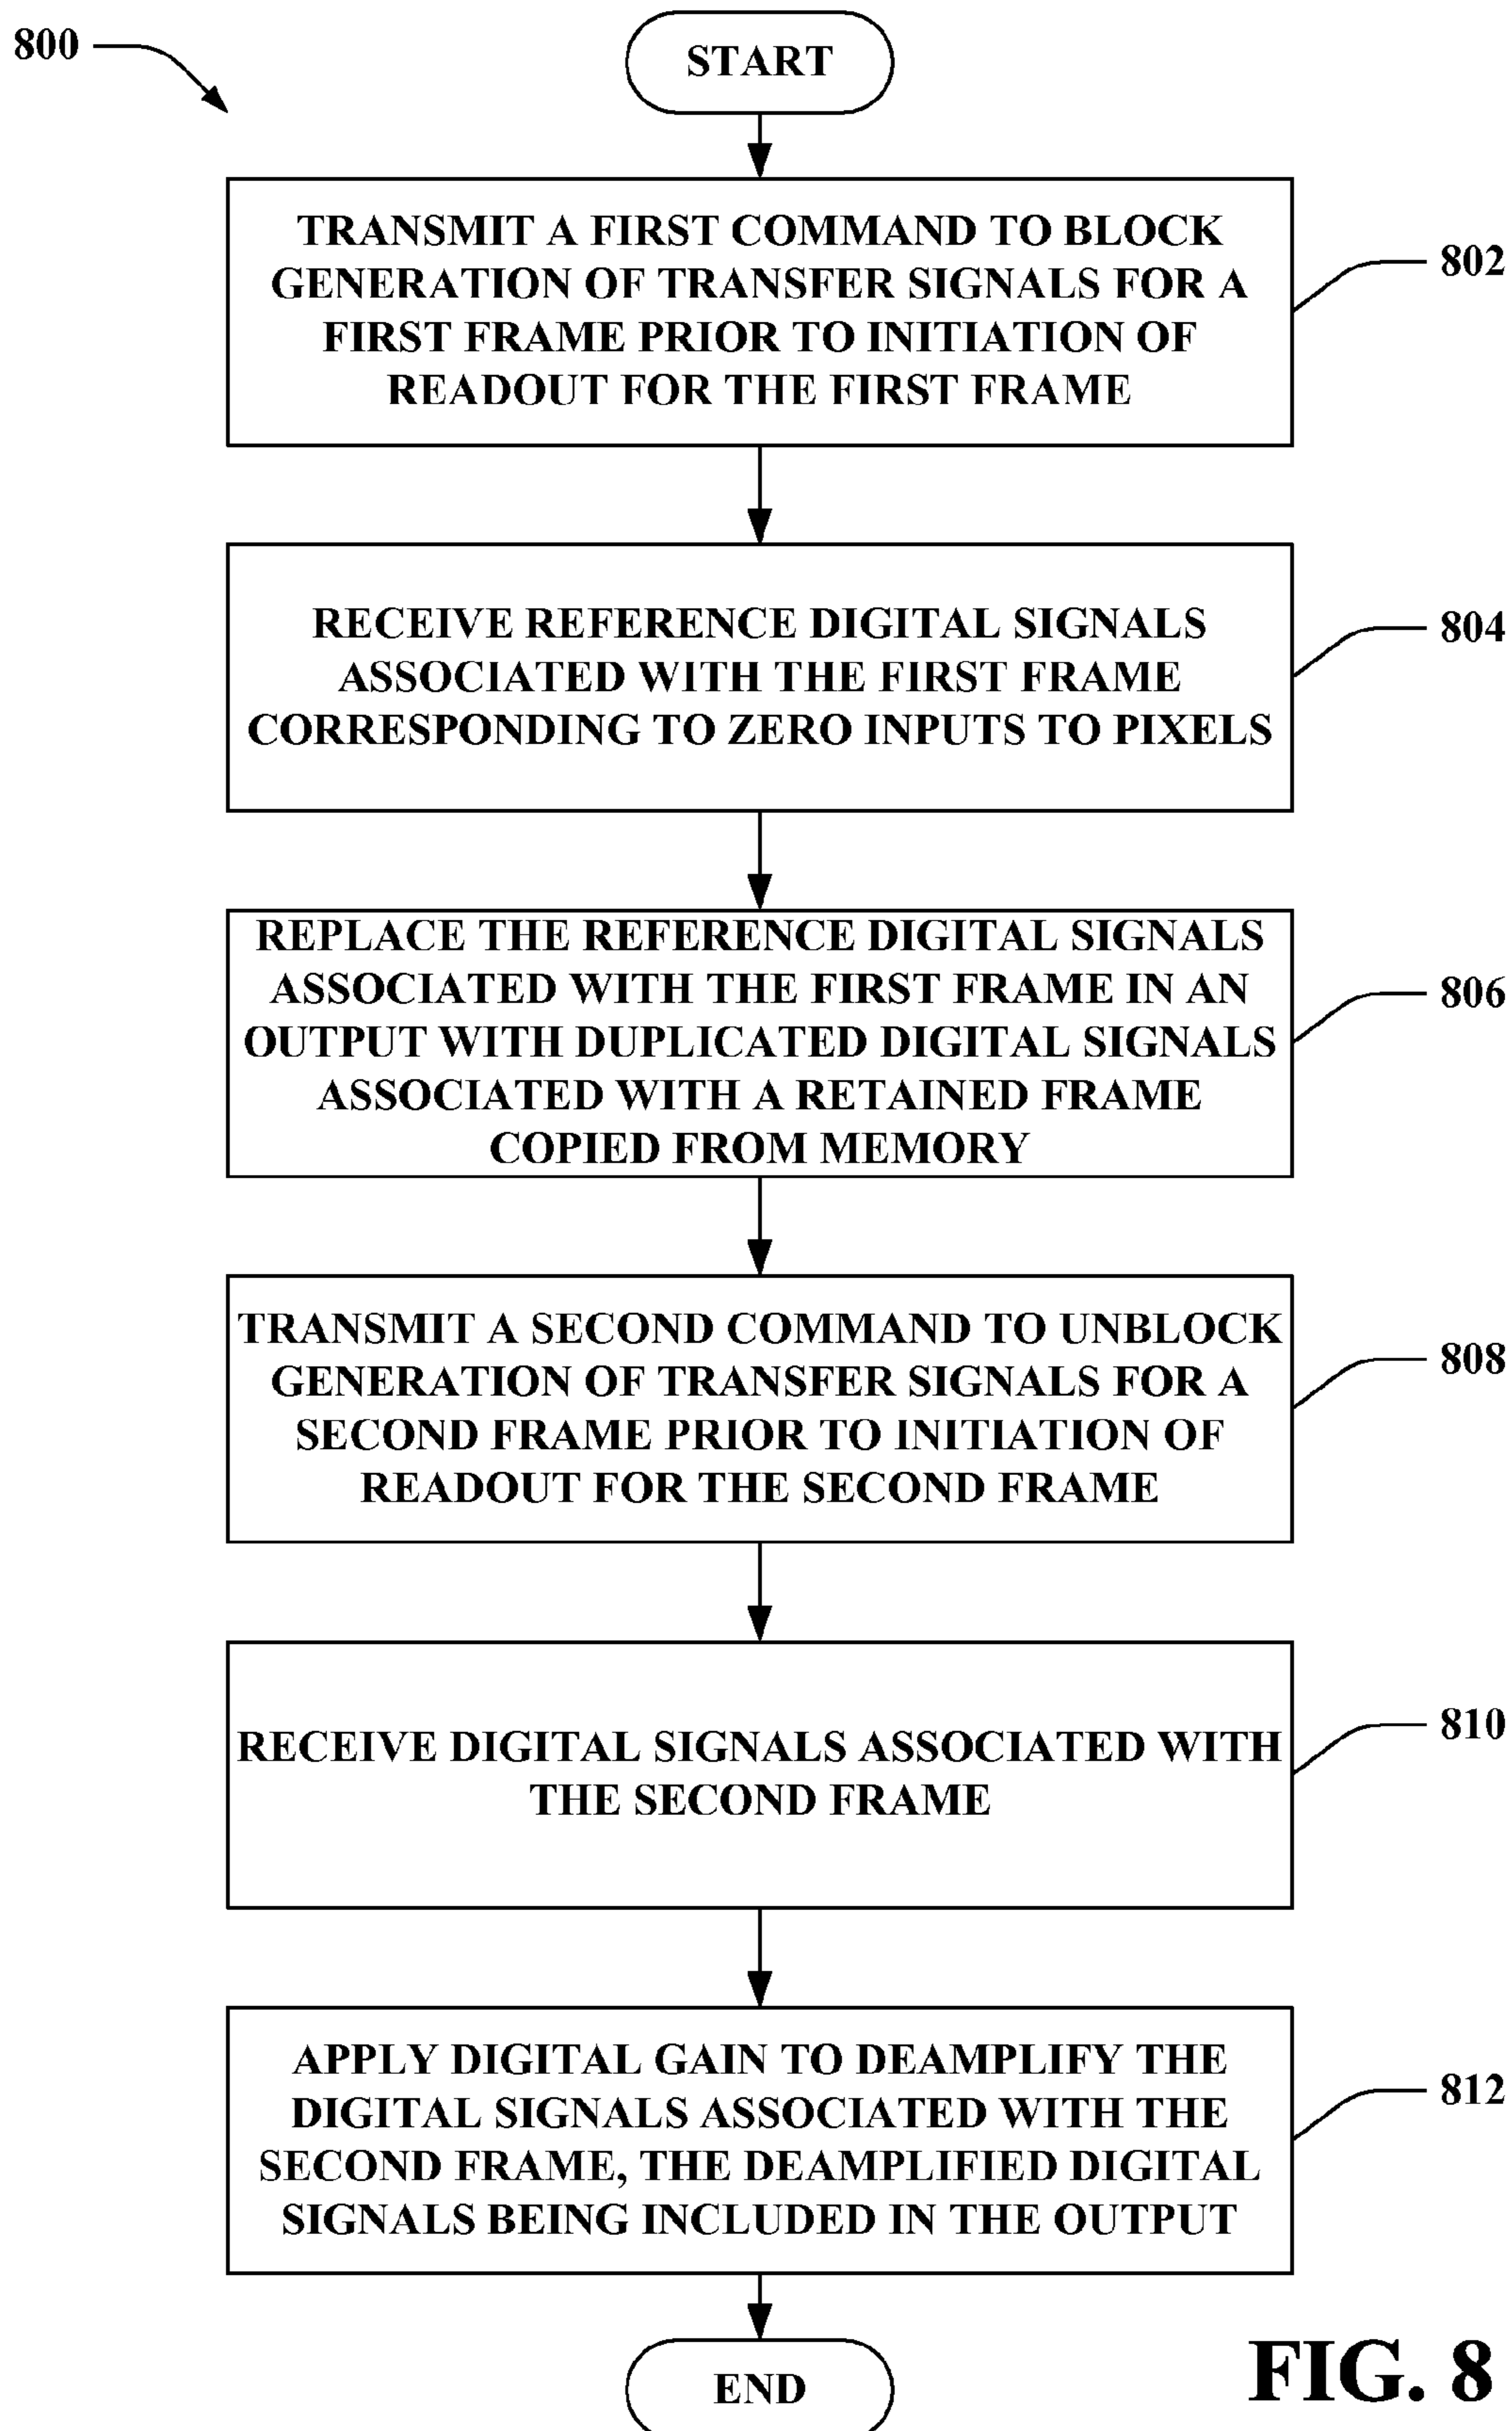 800
START
TRANSMIT A FIRST COMMAND TO BLOCK
GENERATION OF TRANSFER SIGNALS FOR A
FIRST FRAME PRIOR TO INITIATION OF
READOUT FOR THE FIRST FRAME
802
RECEIVE REFERENCE DIGITAL SIGNALS
ASSOCIATED WITH THE FIRST FRAME
CORRESPONDING TO ZERO INPUTS TO PIXELS
804
REPLACE THE REFERENCE DIGITAL SIGNALS
ASSOCIATED WITH THE FIRST FRAME IN AN
OUTPUT WITH DUPLICATED DIGITAL SIGNALS
ASSOCIATED WITH A RETAINED FRAME
COPIED FROM MEMORY
806
TRANSMIT A SECOND COMMAND TO UNBLOCK
GENERATION OF TRANSFER SIGNALS FOR A
SECOND FRAME PRIOR TO INITIATION OF
READOUT FOR THE SECOND FRAME
808
RECEIVE DIGITAL SIGNALS ASSOCIATED WITH
THE SECOND FRAME
810
APPLY DIGITAL GAIN TO DEAMPLIFY THE
DIGITAL SIGNALS ASSOCIATED WITH THE
SECOND FRAME, THE DEAMPLIFIED DIGITAL
SIGNALS BEING INCLUDED IN THE OUTPUT
812
END
FIG. 8